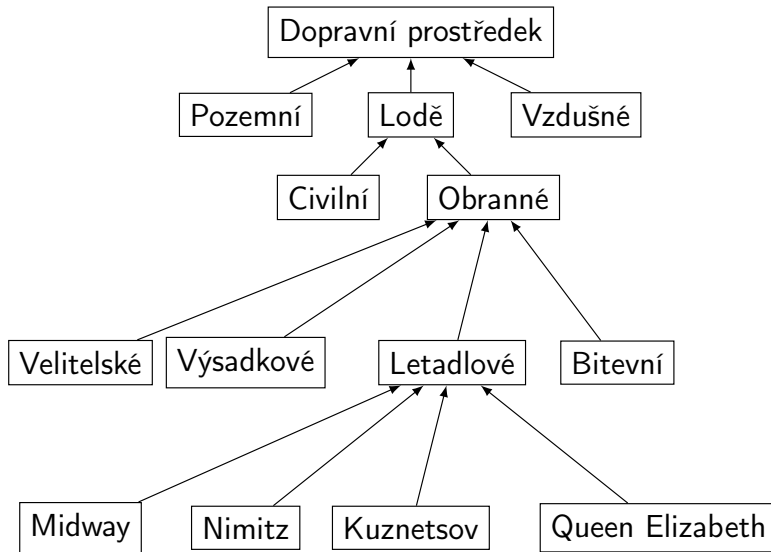 Dopravní prostředek
Pozemní
Lodě
Vzdušné
Civilní
Obranné
Velitelské
Výsadkové
Letadlové
Bitevní
Midway
Nimitz
Kuznetsov
Queen Elizabeth